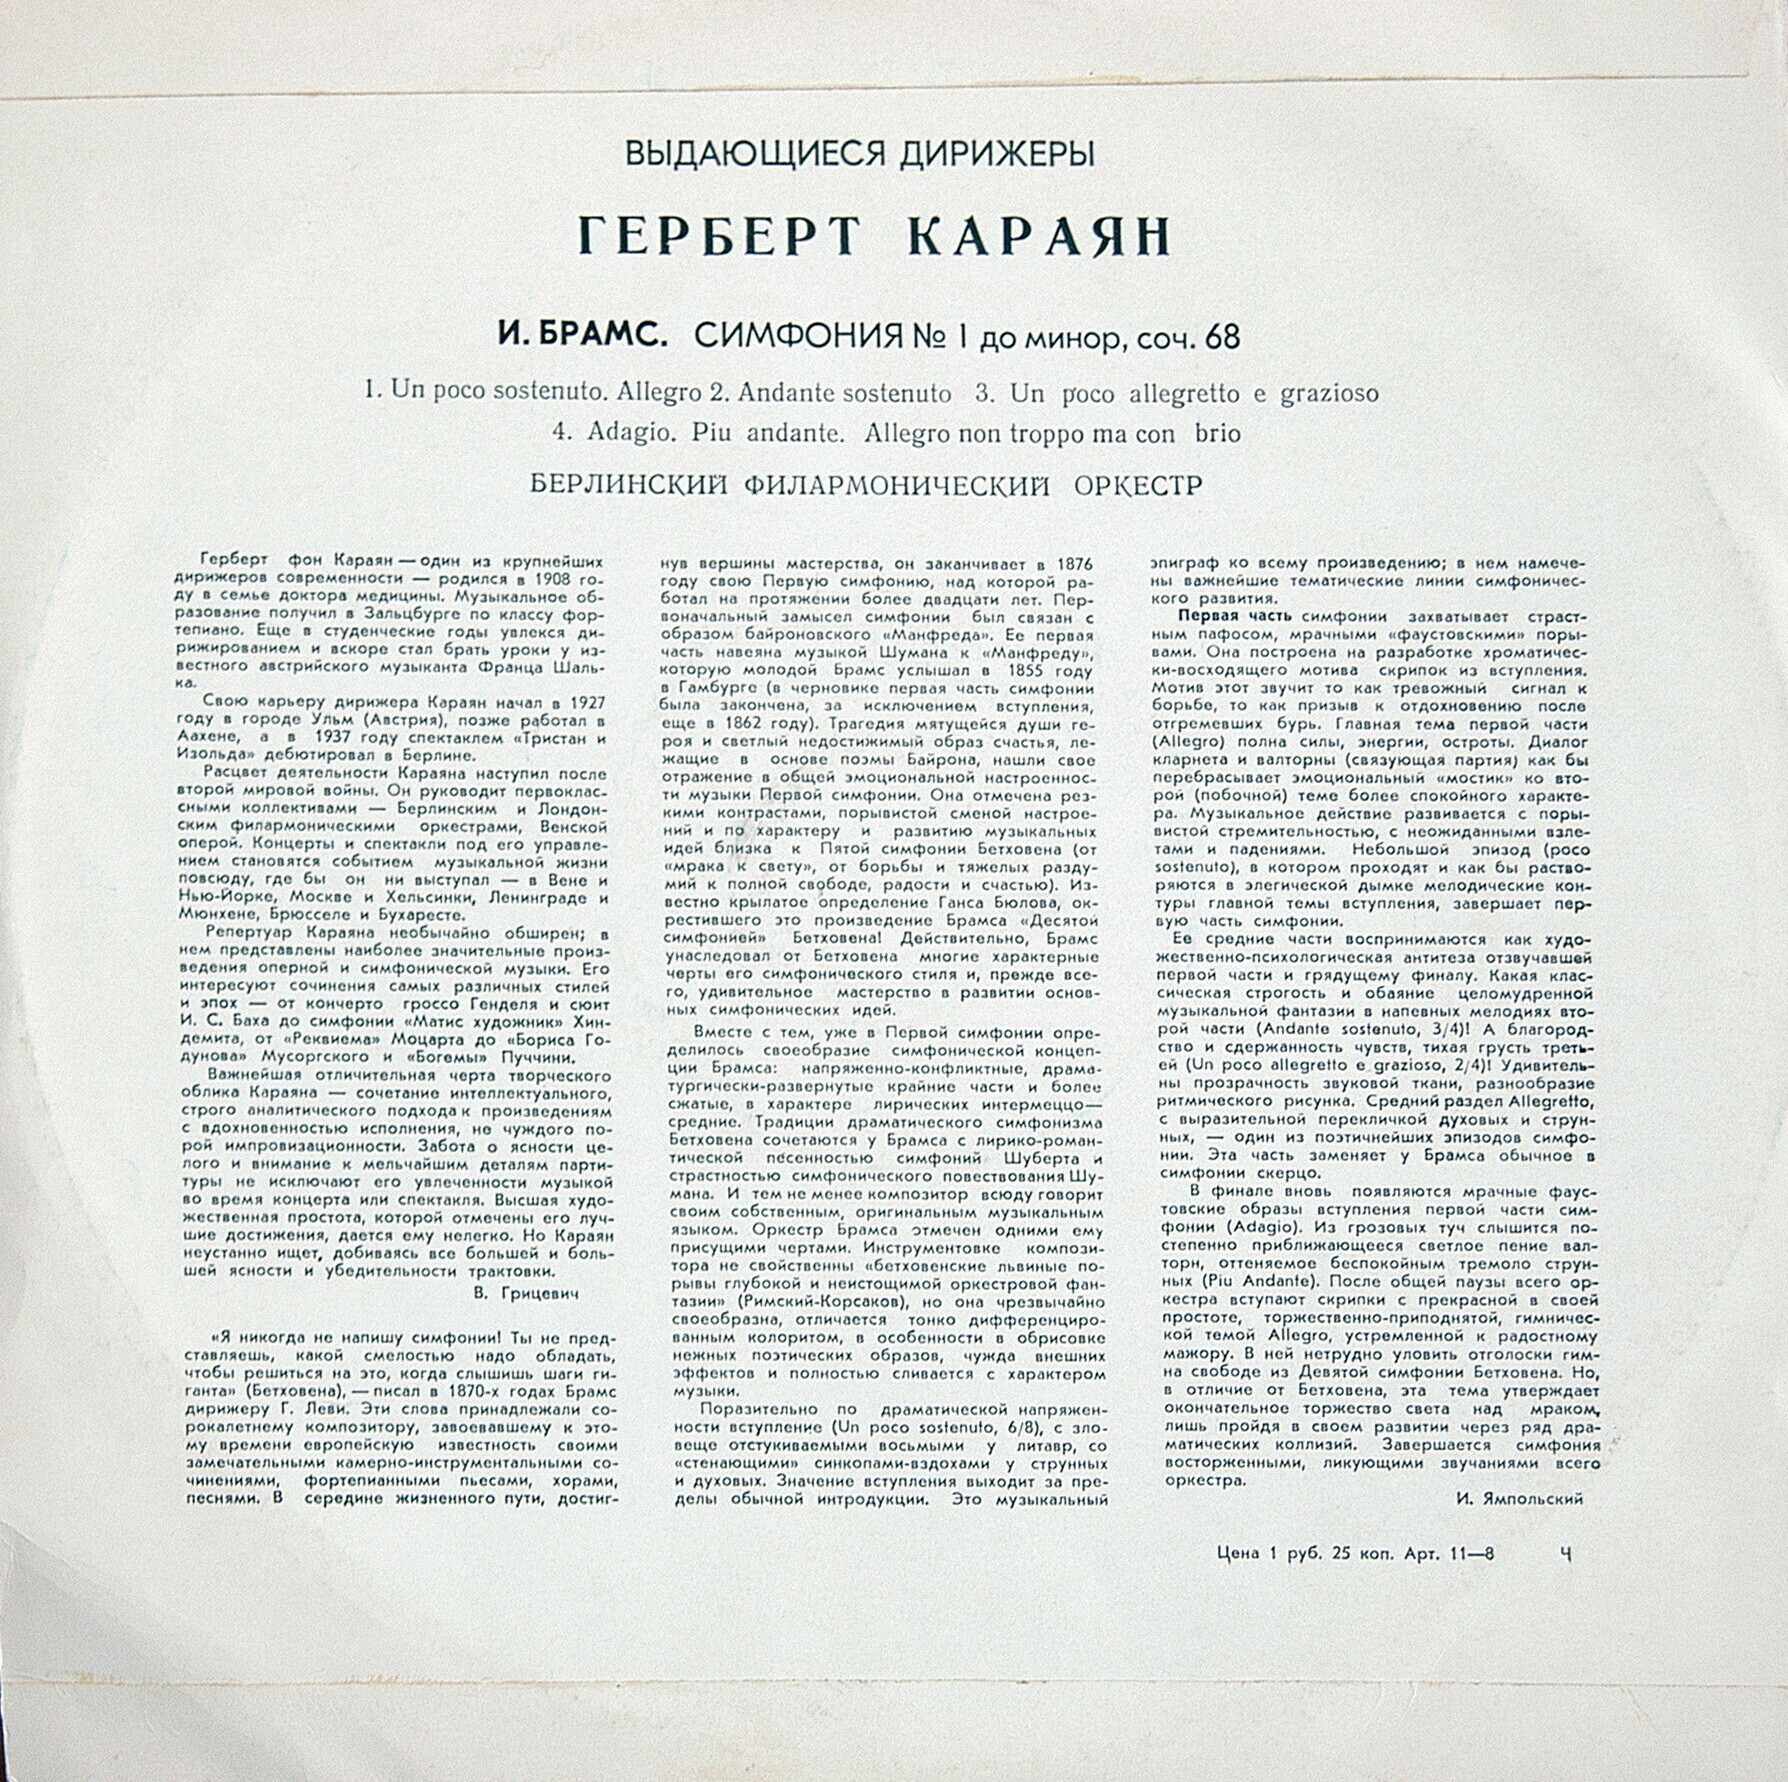 ВЫДАЮЩИЕСЯ ДИРИЖЕРЫ
ГЕРБЕРТ КАРАЯН
И. БРАМС. СИМФОНИЯ № 1 до минор, соч. 68
1. Un poco sostenuto. Allegro 2. Andante sostenuto 3. Un poco allegretto e grazioso
4. Adagio. Piu andante. Allegro non troppo ma con brio
БЕРЛИНСКИЙ ФИЛАРМОНИЧЕСКИЙ ОРКЕСТР
Герберт фон Караян — один из крупнейших
дирижеров современности — родился в 1908 го-
ду в семье доктора медицины. Музыкальное об-
разование получил в Зальцбурге по классу фор-
тепиано. Еще в студенческие годы увлекся ди-
рижированием и вскоре стал брать уроки у из-
вестного австрийского музыканта Франца Шаль-
ка.
Свою карьеру дирижера Караян начал в 1927
году в городе Ульм (Австрия), позже работал в
Аахене, а в 1937 году спектаклем «Тристан и
Изольда» дебютировал в Берлине.
Расцвет деятельности Караяна наступил после
второй мировой войны. Он руководит первоклас-
сными коллективами — Берлинским и Лондон-
ским филармоническими оркестрами, Венской
оперой. Концерты и спектакли под его управле-
нием становятся событием музыкальной жизни
повсюду, где бы он ни выступал — в Вене и
Нью-Йорке, Москве и Хельсинки, Ленинграде и
Мюнхене, Брюсселе и Бухаресте.
Репертуар Караяна необычайно обширен; в
нем представлены наиболее значительные произ-
ведения оперной и симфонической музыки. Его
интересуют сочинения самых различных стилей
и эпох — от кончерто гроссо Генделя и сюит
И. С. Баха до симфонии «Матис художник» Хин-
демита, от «Реквиема» Моцарта до «Бориса Го-
дунова» Мусоргского и «Богемы» Пуччини.
Важнейшая отличительная черта творческого
облика Караяна — сочетание интеллектуального,
строго аналитического подхода к произведениям
с вдохновенностью исполнения, не чуждого по-
рой импровизационности. Забота о ясности це-
лого и внимание к мельчайшим деталям парти-
туры не исключают его увлеченности музыкой
во время концерта или спектакля. Высшая худо-
жественная простота, которой отмечены его луч-
шие достижения, дается ему нелегко. Но Караян
неустанно ищет, добиваясь все большей и боль-
шей ясности и убедительности трактовки.
В. Грицевич
«Я никогда не напишу симфонии! Ты не пред-
ставляешь, какой смелостью надо обладать,
чтобы решиться на это, когда слышишь шаги ги-
ганта» (Бетховена), — писал в 1870-х годах Брамс
дирижеру Г. Леви. Эти слова принадлежали со-
рокалетнему композитору, завоевавшему к это-
му времени европейскую известность своими
замечательными камерно-инструментальными со-
чинениями, фортепианными пьесами, хорами,
песнями. В середине жизненного пути, достиг-
нув вершины мастерства, он заканчивает в 1876
году свою Первую симфонию, над которой ра-
ботал на протяжении более двадцати лет. Пер-
воначальный замысел симфонии был связан с
образом байроновского «Манфреда». Ее первая
часть навеяна музыкой Шумана к «Манфреду»,
которую молодой Брамс услышал в 1855 году
в Гамбурге (в черновике первая часть симфонии
была закончена, за исключением вступления,
еще в 1862 году). Трагедия мятущейся души ге-
роя и светлый недостижимый образ счастья, ле-
жащие в основе поэмы Байрона, нашли свое
отражение в общей эмоциональной настроеннос-
ти музыки Первой симфонии. Она отмечена рез-
кими контрастами, порывистой сменой настрое-
ний и по характеру и развитию музыкальных
идей близка к Пятой симфонии Бетховена (от
«мрака к свету», от борьбы и тяжелых разду-
мий к полной свободе, радости и счастью). Из-
вестно крылатое определение Ганса Бюлова, ок-
рестившего это произведение Брамса «Десятой
симфонией» Бетховена! Действительно, Брамс
унаследовал от Бетховена многие характерные
черты его симфонического стиля и, прежде все-
го, удивительное мастерство в развитии основ-
ных симфонических идей.
Вместе с тем, уже в Первой симфонии опре-
делилось своеобразие симфонической концеп-
ции Брамса: напряженно-конфликтные, драма-
тургически-развернутые крайние части и более
сжатые, в характере лирических интермеццо—
средние. Традиции драматического симфонизма
Бетховена сочетаются у Брамса с лирико-роман-
тической песенностью симфоний Шуберта и
страстностью симфонического повествования Шу-
мана. И тем не менее композитор всюду говорит
своим собственным, оригинальным музыкальным
языком. Оркестр Брамса отмечен одними ему
присущими чертами. Инструментовке компози-
тора не свойственны «бетховенские львиные по-
рывы глубокой и неистощимой оркестровой фан-
тазии» (Римский-Корсаков), но она чрезвычайно
своеобразна, отличается тонко дифференциро-
ванным колоритом, в особенности в обрисовке
нежных поэтических образов, чужда внешних
эффектов и полностью сливается с характером
музыки.
Поразительно по драматической напряжен-
ности вступление (Un poco sostenuto, 6/8), с зло-
веще отстукиваемыми восьмыми у литавр, со
«стенающими» синкопами-вздохами у струнных
и духовых. Значение вступления выходит за пре-
делы обычной интродукции. Это музыкальный
эпиграф ко всему произведению; в нем намече-
ны важнейшие тематические линии симфоничес-
кого развития.
Первая часть симфонии захватывает страст-
ным пафосом, мрачными «фаустовскими» поры-
вами. Она построена на разработке хроматичес-
ки-восходящего мотива скрипок из вступления.
Мотив этот звучит то как тревожный сигнал к
борьбе, то как призыв к отдохновению после
отгремевших бурь. Главная тема первой части
(Allegro) полна силы, энергии, остроты. Диалог
кларнета и валторны (связующая партия) как бы
перебрасывает эмоциональный «мостик» ко вто-
рой (побочной) теме более спокойного характе-
ра. Музыкальное действие развивается с поры-
вистой стремительностью, с неожиданными взле-
тами и падениями. Небольшой эпизод (poco
sostenuto), в котором проходят и как бы раство-
ряются в элегической дымке мелодические кон-
туры главной темы вступления, завершает пер-
вую часть симфонии.
Ее средние части воспринимаются как худо-
жественно-психологическая антитеза отзвучавшей
первой части и грядущему финалу. Какая клас-
сическая строгость и обаяние целомудренной
музыкальной фантазии в напевных мелодиях вто-
рой части (Andante sostenuto, 3/4)! А благород-
ство и сдержанность чувств, тихая грусть треть-
ей (Un poco allegretto e grazioso, 2/4)! Удивитель-
ны прозрачность звуковой ткани, разнообразие
ритмического рисунка. Средний раздел Allegretto,
с выразительной перекличкой духовых и струн-
ных, — один из поэтичнейших эпизодов симфо-
нии. Эта часть заменяет у Брамса обычное в
симфонии скерцо.
В финале вновь появляются мрачные фаус-
товские образы вступления первой части сим-
фонии (Adagio). Из грозовых туч слышится по-
степенно приближающееся светлое пение вал-
торн, оттеняемое беспокойным тремоло струн-
ных (Piu Andante). После общей паузы всего ор-
кестра вступают скрипки с прекрасной в своей
простоте, торжественно-приподнятой, гимничес-
кой темой Allegro, устремленной к радостному
мажору. В ней нетрудно уловить отголоски гим-
на свободе из Девятой симфонии Бетховена. Но,
в отличие от Бетховена, эта тема утверждает
окончательное торжество света над мраком,
лишь пройдя в своем развитии через ряд дра-
матических коллизий. Завершается симфония
восторженными, ликующими звучаниями всего
оркестра.
И. Ямпольский
Цена 1 руб. 25 коп. Арт. 11—8 Ч